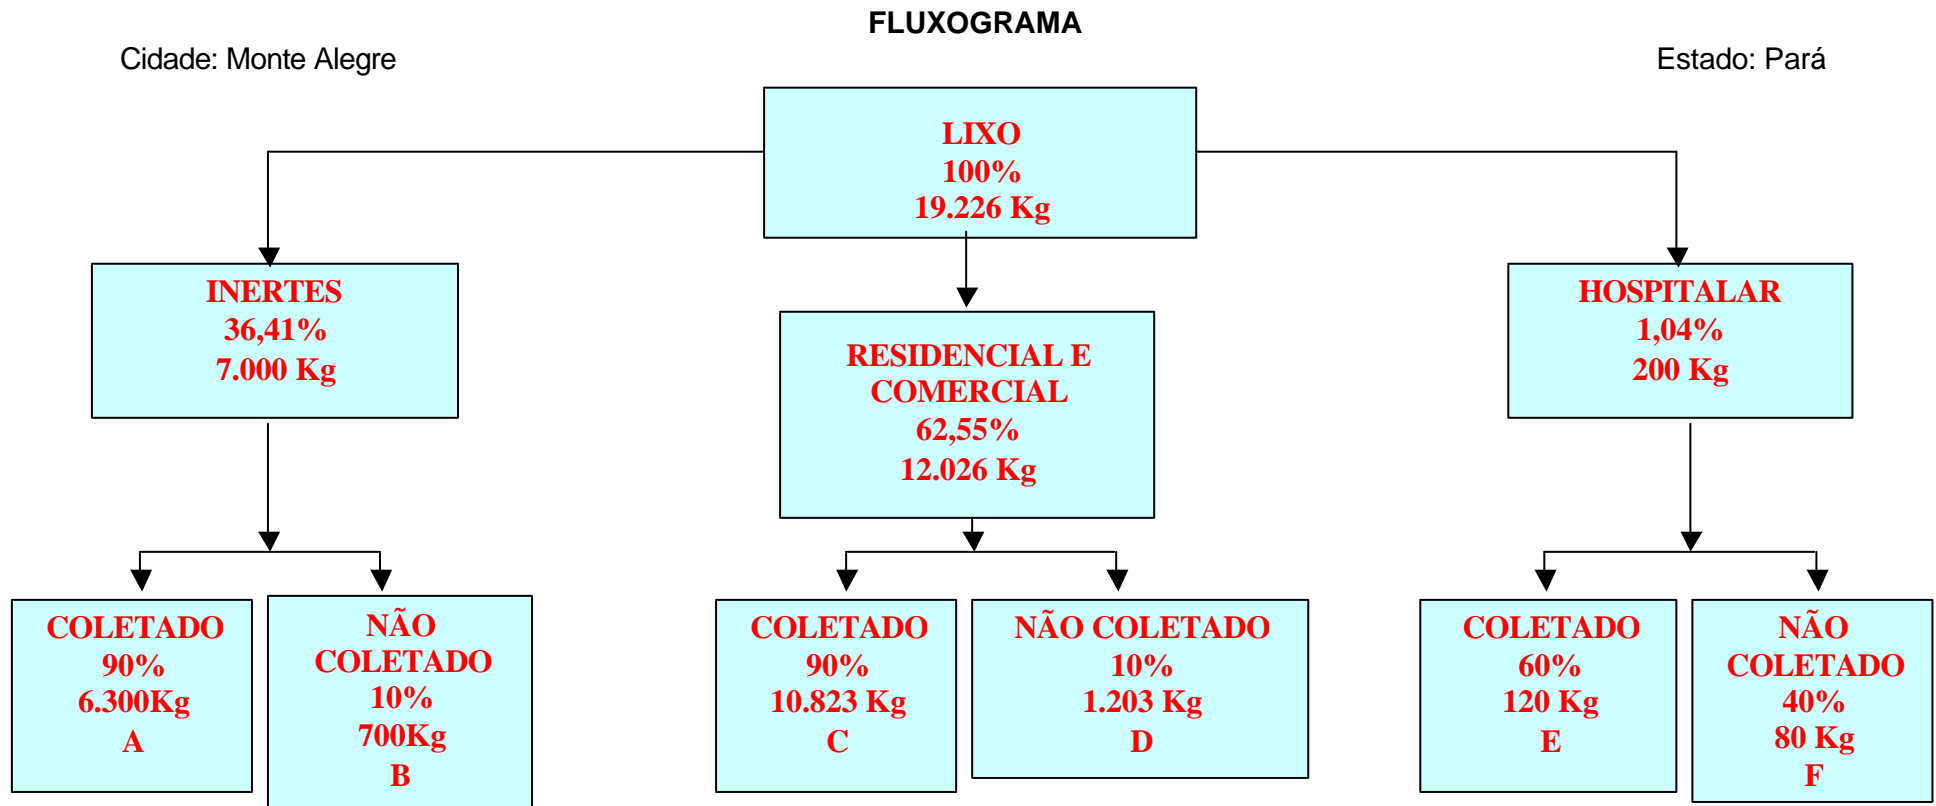 FLUXOGRAMA
Cidade: Monte Alegre
Estado: Pará
LIXO
100%
19.226 Kg
INERTES
36,41%
7.000 Kg
RESIDENCIAL E
COMERCIAL
62,55%
12.026 Kg
HOSPITALAR
1,04%
200 Kg
COLETADO
90%
6.300Kg
A
NÃO
COLETADO
10%
700Kg
B
COLETADO
90%
10.823 Kg
C
NÃO COLETADO
10%
1.203 Kg
D
COLETADO
60%
120 Kg
E
NÃO
COLETADO
40%
80 Kg
F